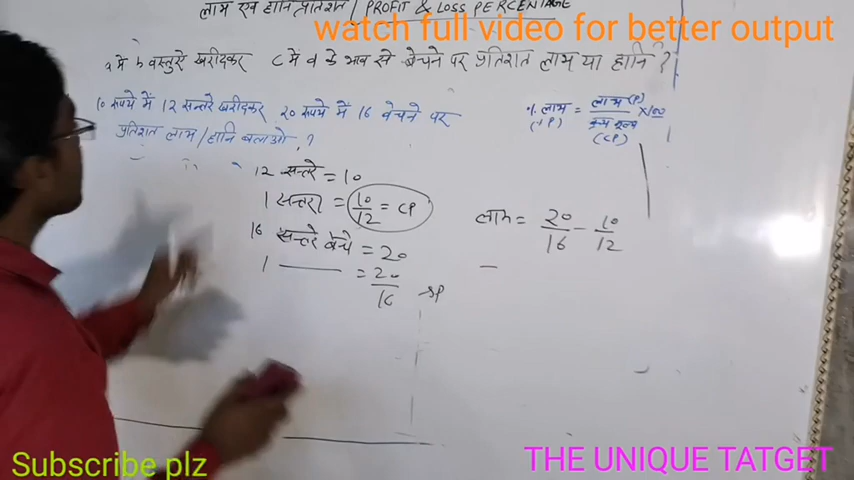 लाभ एवं हानि प्रतिशत / PROFIT & LOSS PERCENTAGE
watch full video for better output
a में b वस्तुऐ खरीदकर C में d के भाव से बेचने पर प्रतिशत लाभ या हानि ?
10 रुपये में 12 सन्तरे खरीदकर 20 रुपये में 16 बेचने पर
प्रतिशत लाभ/हानि बताओ ?
% लाभ = लाभ (P) / क्रय मूल्य X100
(%P) (CP)
12 सन्तरे = 10
1 सन्तरा = 10/12 = CP
16 सन्तरे बेचे = 20
1 —— = 20/16 SP
लाभ = 20/16 - 10/12
Subscribe plz
THE UNIQUE TATGET